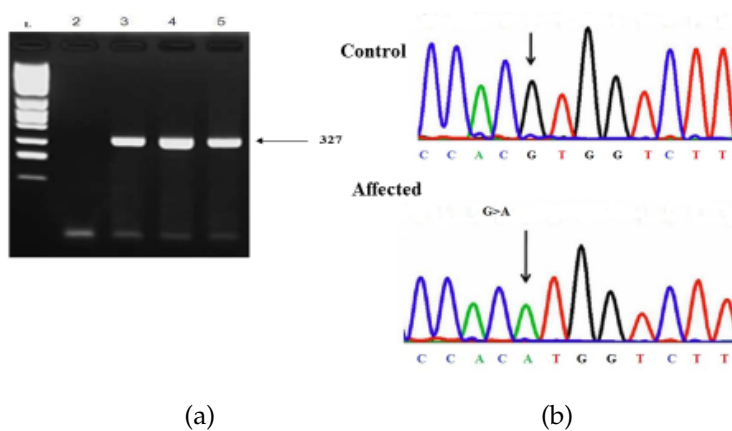 L 2 3 4 5
327
Control
C C A C G T G G T C T T
Affected
G>A
C C A C A T G G T C T T
(a) (b)